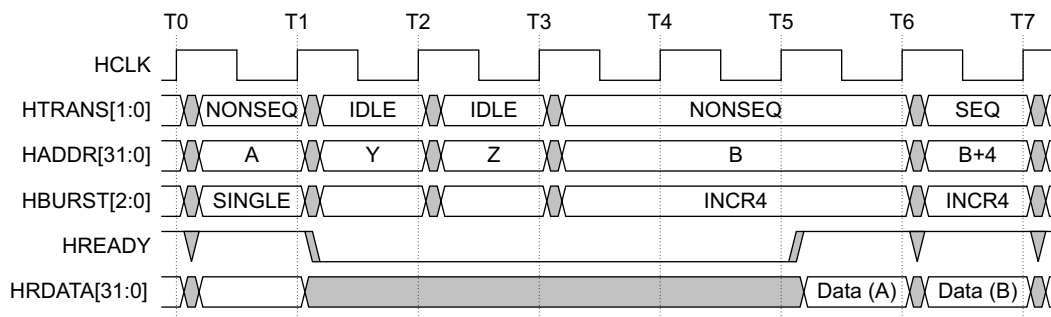 T0 T1 T2 T3 T4 T5 T6 T7
HCLK
HTRANS[1:0] NONSEQ IDLE IDLE NONSEQ SEQ
HADDR[31:0] A Y Z B B+4
HBURST[2:0] SINGLE INCR4 INCR4
HREADY
HRDATA[31:0] Data (A) Data (B)